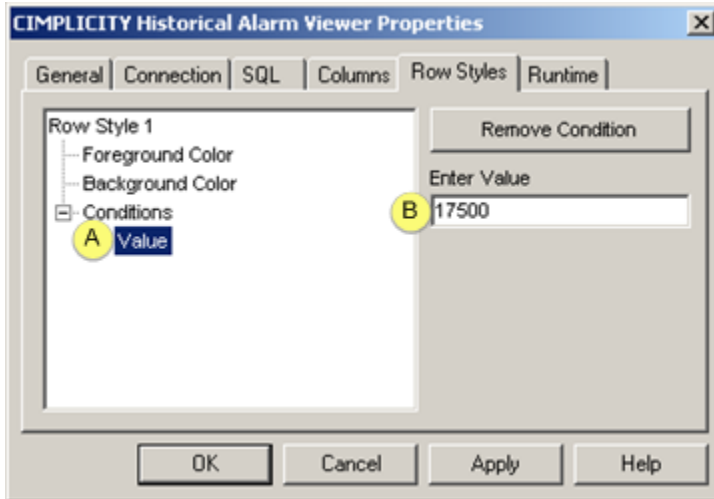 CIMPLICITY Historical Alarm Viewer Properties
General Connection SQL Columns Row Styles Runtime
Row Style 1
Foreground Color
Background Color
Conditions
A Value
Remove Condition
Enter Value
B 17500
OK Cancel Apply Help